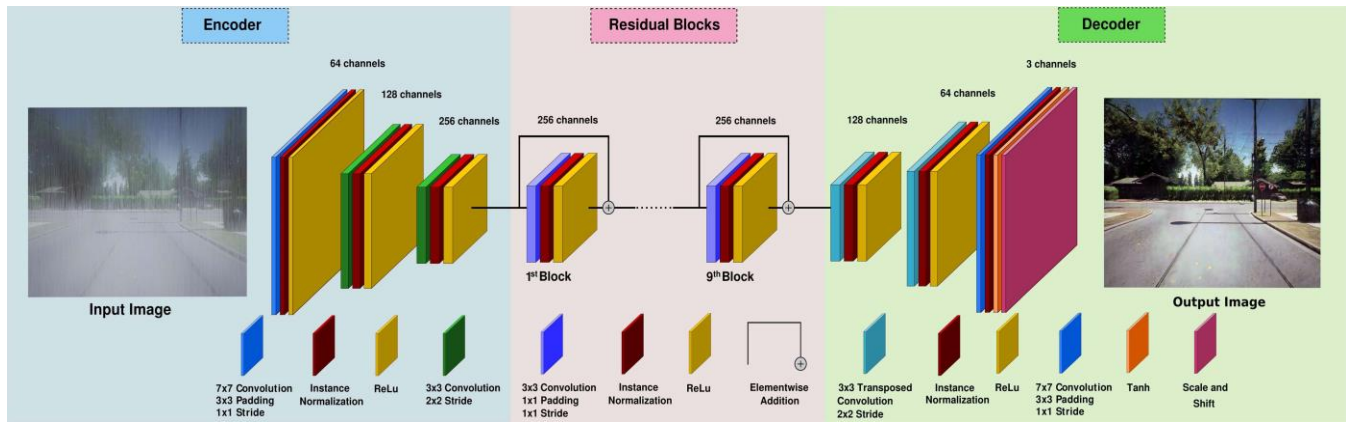 Encoder
Residual Blocks
Decoder
64 channels
128 channels
256 channels
256 channels
256 channels
128 channels
64 channels
3 channels
Input Image
1st Block
9th Block
Output Image
7x7 Convolution
3x3 Padding
1x1 Stride
Instance
Normalization
ReLu
3x3 Convolution
2x2 Stride
3x3 Convolution
1x1 Padding
1x1 Stride
Instance
Normalization
ReLu
Elementwise
Addition
3x3 Transposed
Convolution
2x2 Stride
Instance
Normalization
ReLu
7x7 Convolution
3x3 Padding
1x1 Stride
Tanh
Scale and
Shift